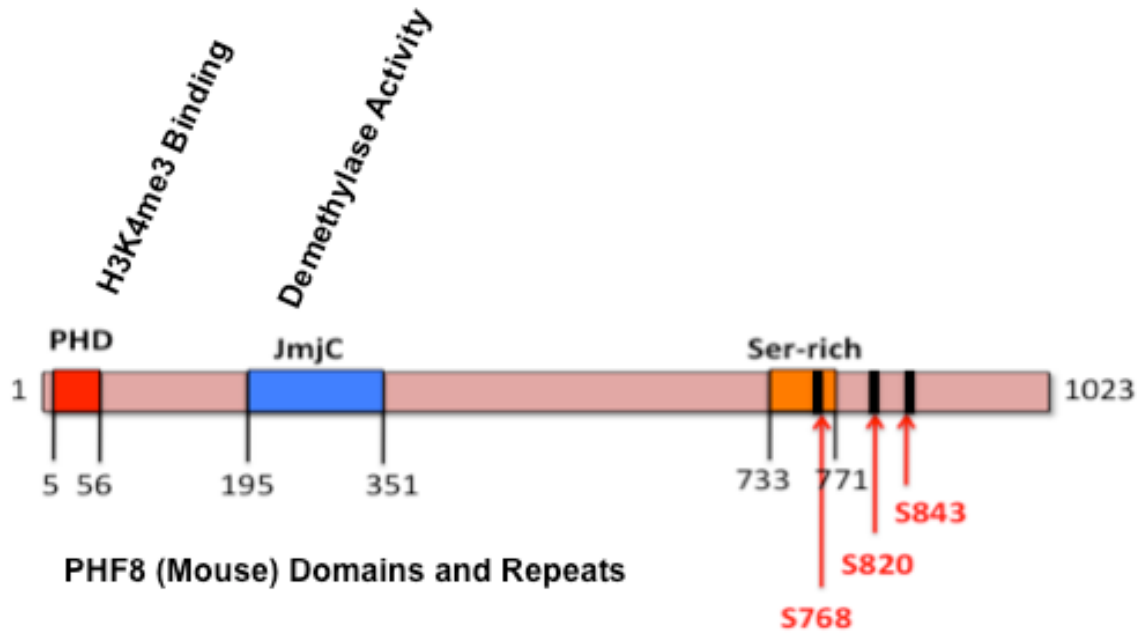 H3K4me3 Binding
Demethylase Activity
PHD
JmjC
Ser-rich
1
1023
5 56
195
351
733
771
S843
S820
S768
PHF8 (Mouse) Domains and Repeats